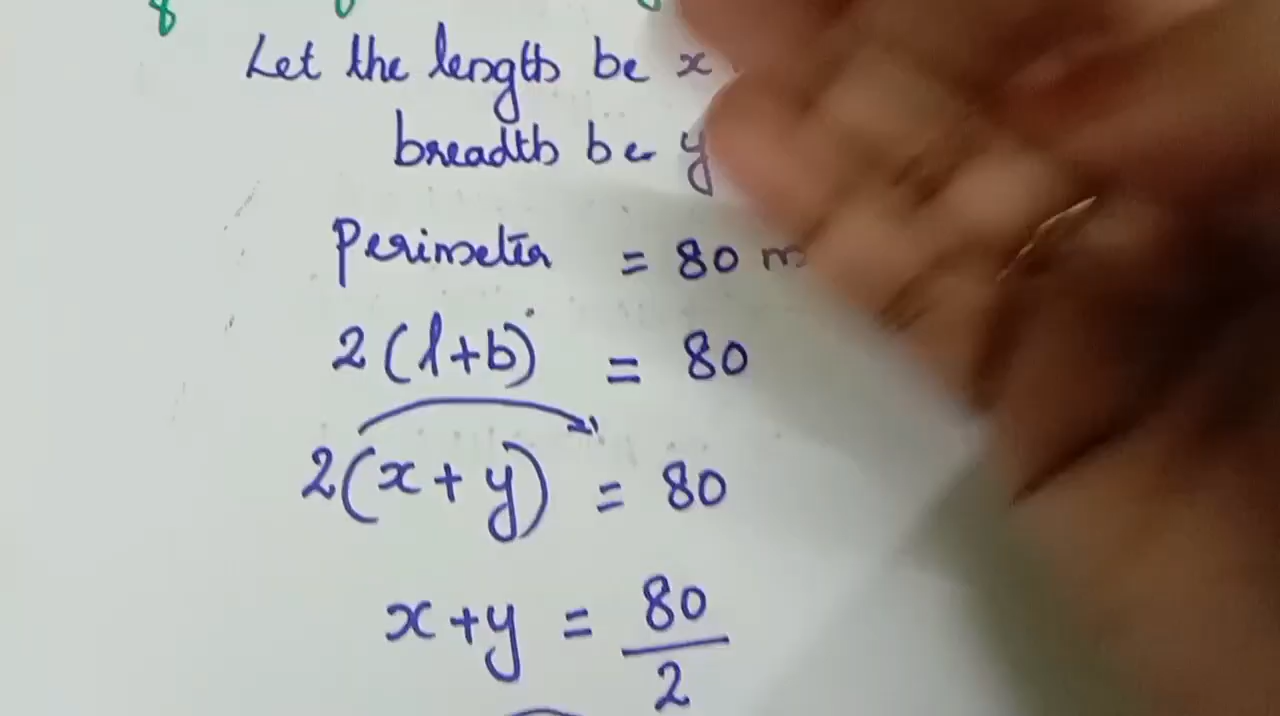 Let the length be x
breadth be y
Perimeter = 80 m
2(l+b) = 80
2(x+y) = 80
x+y = 80/2